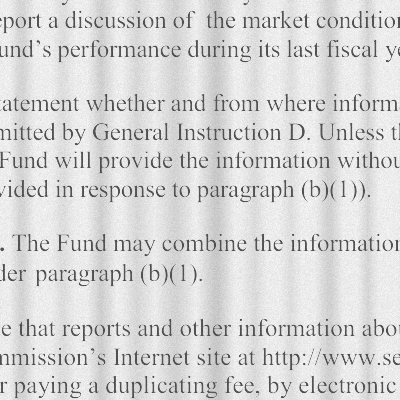 eport a discussion of the market condition
und's performance during its last fiscal ye
tatement whether and from where informa
mitted by General Instruction D. Unless th
Fund will provide the information withou
vided in response to paragraph (b)(1)).
. The Fund may combine the information
der paragraph (b)(1).
e that reports and other information abou
mmission's Internet site at http://www.se
r paying a duplicating fee, by electronic